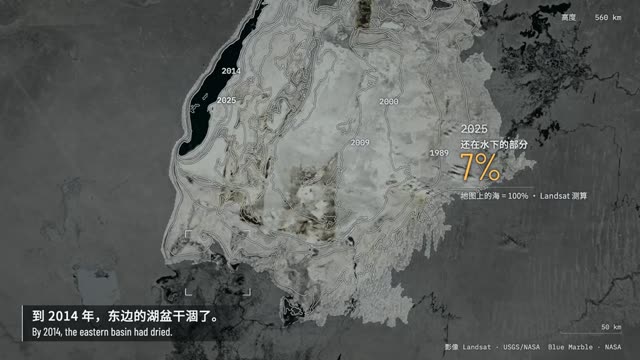 高度 560 km
2014
2025
2000
2009
1989
2025
还在水下的部分
7%
绘图上的海 = 100% · Landsat 测算
到 2014 年，东边的湖盆干涸了。
By 2014, the eastern basin had dried.
50 km
影像 Landsat · USGS/NASA Blue Marble · NASA